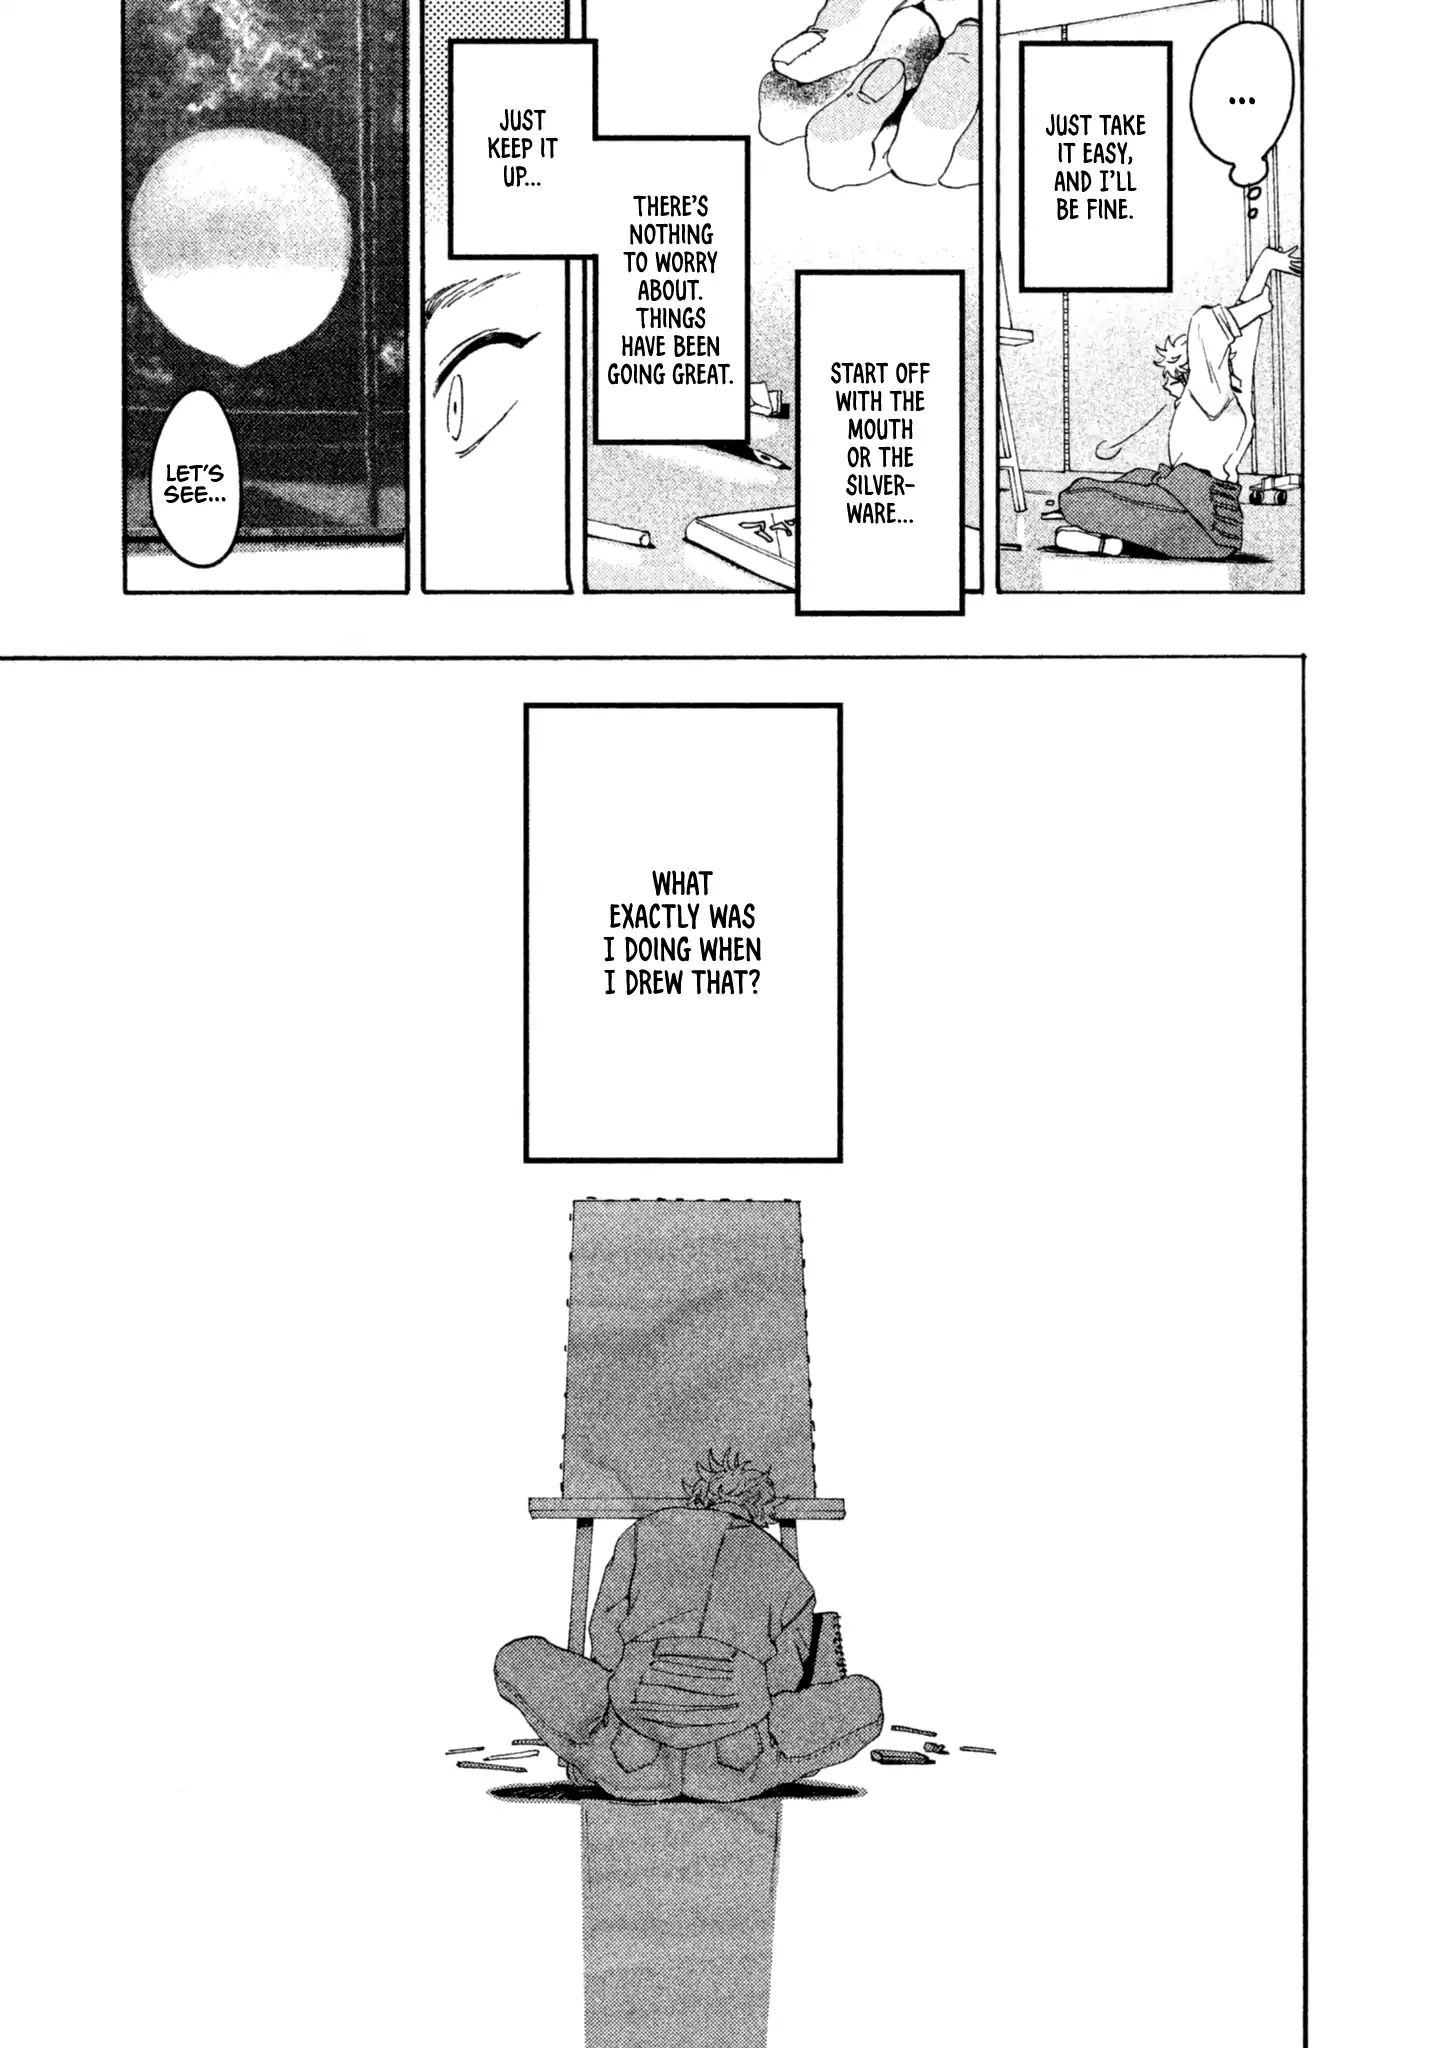 ...
JUST TAKE
IT EASY,
AND I'LL
BE FINE.
START OFF
WITH THE
MOUTH
OR THE
SILVER-
WARE...
THERE'S
NOTHING
TO WORRY
ABOUT.
THINGS
HAVE BEEN
GOING GREAT.
JUST
KEEP IT
UP...
LET'S
SEE...
WHAT
EXACTLY WAS
I DOING WHEN
I DREW THAT?